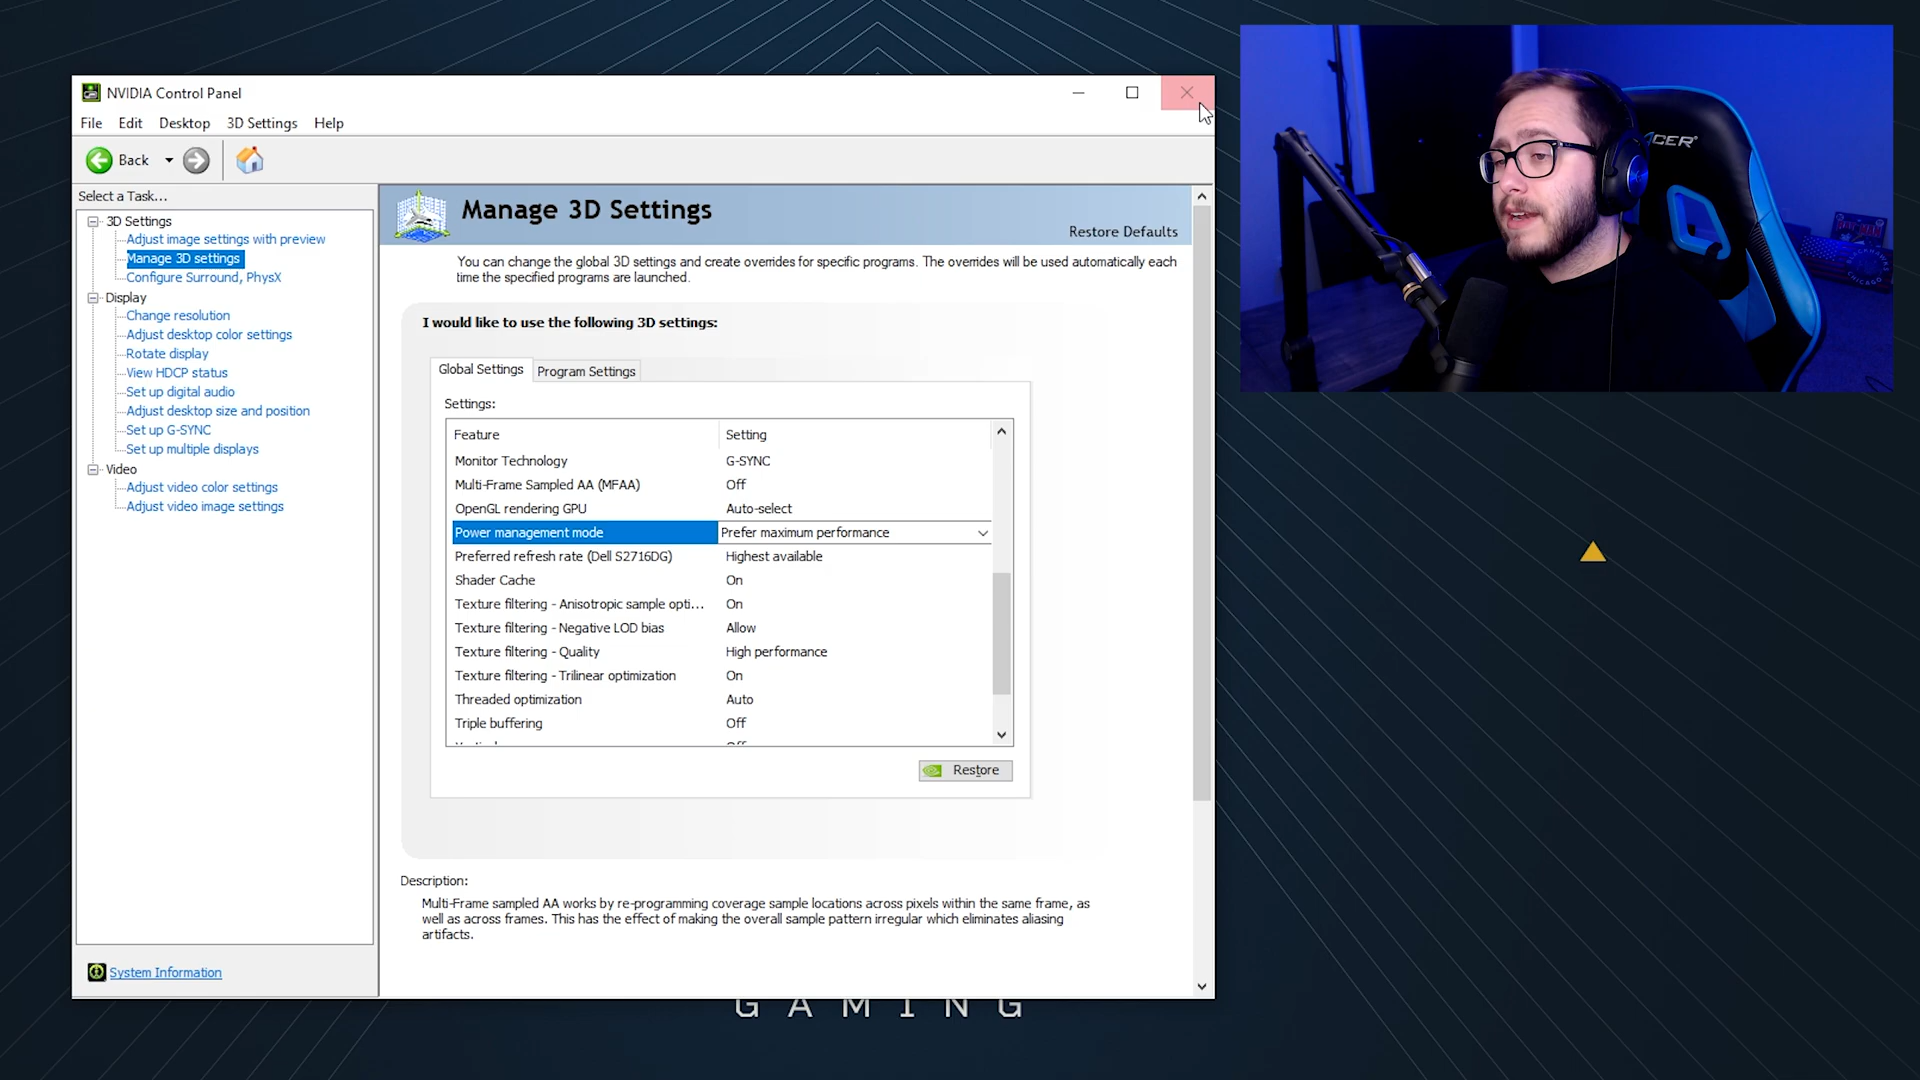 NVIDIA Control Panel
File Edit Desktop 3D Settings Help
Back
Select a Task...
3D Settings
Adjust image settings with preview
Manage 3D settings
Configure Surround, PhysX
Display
Change resolution
Adjust desktop color settings
Rotate display
View HDCP status
Set up digital audio
Adjust desktop size and position
Set up G-SYNC
Set up multiple displays
Video
Adjust video color settings
Adjust video image settings
System Information
Manage 3D Settings
Restore Defaults
You can change the global 3D settings and create overrides for specific programs. The overrides will be used automatically each
time the specified programs are launched.
I would like to use the following 3D settings:
Global Settings Program Settings
Settings:
Feature Setting
Monitor Technology G-SYNC
Multi-Frame Sampled AA (MFAA) Off
OpenGL rendering GPU Auto-select
Power management mode Prefer maximum performance
Preferred refresh rate (Dell S2716DG) Highest available
Shader Cache On
Texture filtering - Anisotropic sample opti... On
Texture filtering - Negative LOD bias Allow
Texture filtering - Quality High performance
Texture filtering - Trilinear optimization On
Threaded optimization Auto
Triple buffering Off
Restore
Description:
Multi-Frame sampled AA works by re-programming coverage sample locations across pixels within the same frame, as
well as across frames. This has the effect of making the overall sample pattern irregular which eliminates aliasing
artifacts.
GAMING